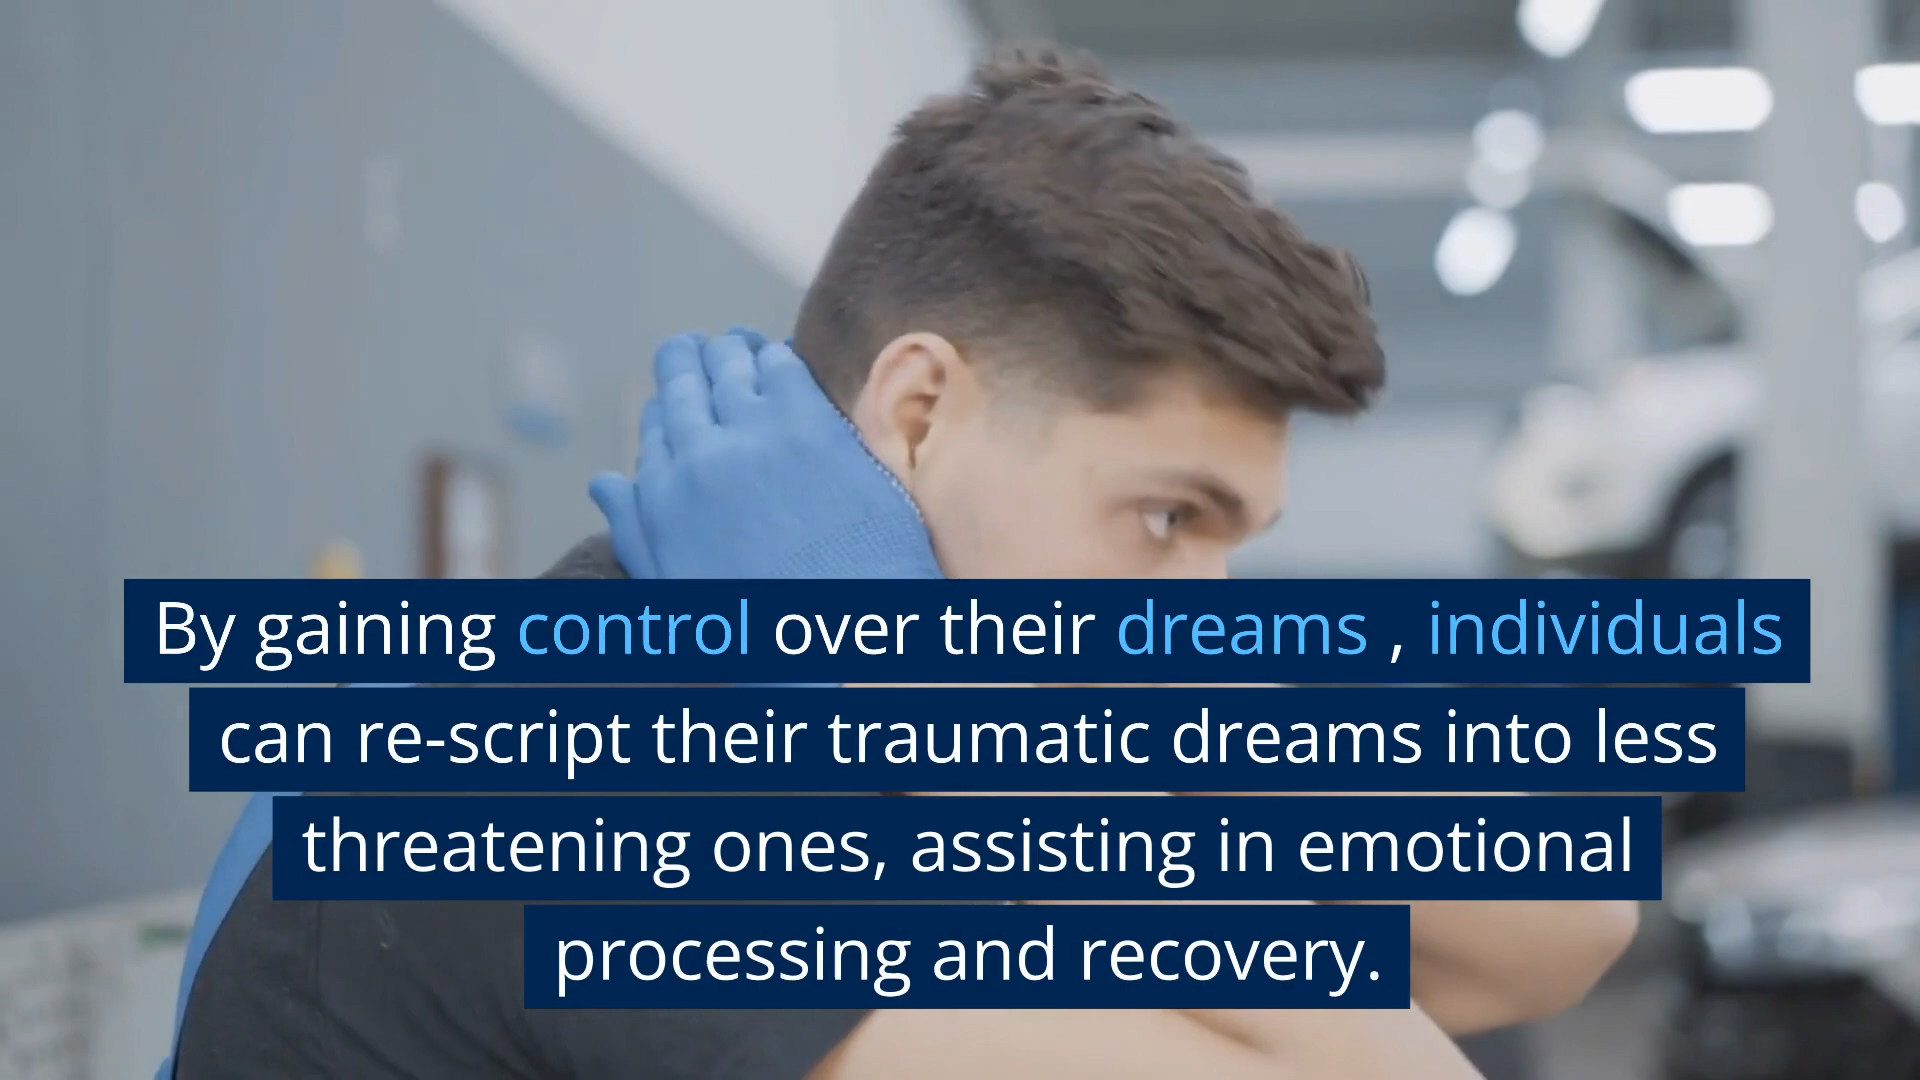 By gaining control over their dreams , individuals
can re-script their traumatic dreams into less
threatening ones, assisting in emotional
processing and recovery.